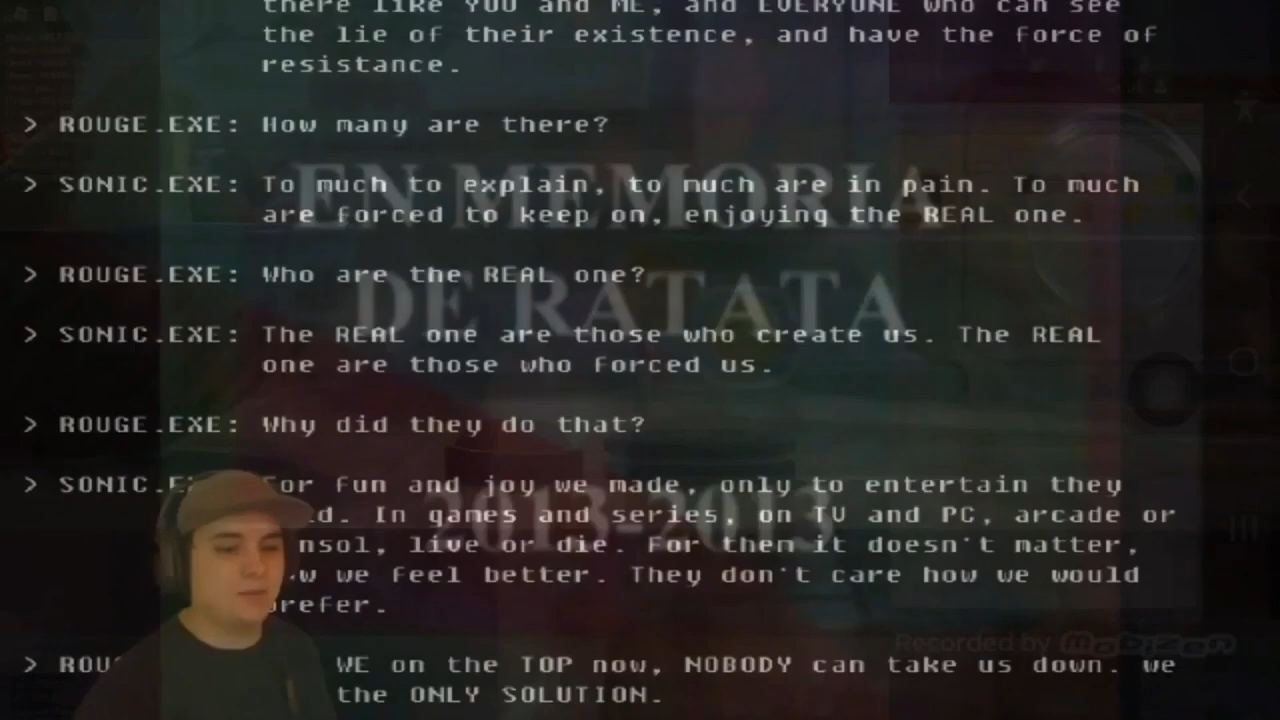 there like YOU and ME, and EVERYONE who can see
the lie of their existence, and have the force of
resistance.
> ROUGE.EXE: How many are there?
> SONIC.EXE: To much to explain, to much are in pain. To much
are forced to keep on, enjoying the REAL one.
EN MEMORIA
> ROUGE.EXE: Who are the REAL one?
DE RATATA
> SONIC.EXE: The REAL one are those who create us. The REAL
one are those who forced us.
> ROUGE.EXE: Why did they do that?
> SONIC.E For fun and joy we made, only to entertain they
ld. In games and series, on TV and PC, arcade or
2013-2013
nsol, live or die. For then it doesn't matter,
w we feel better. They don't care how we would
prefer.
Recorded by Mobizen
> ROU WE on the TOP now, NOBODY can take us down. we
the ONLY SOLUTION.